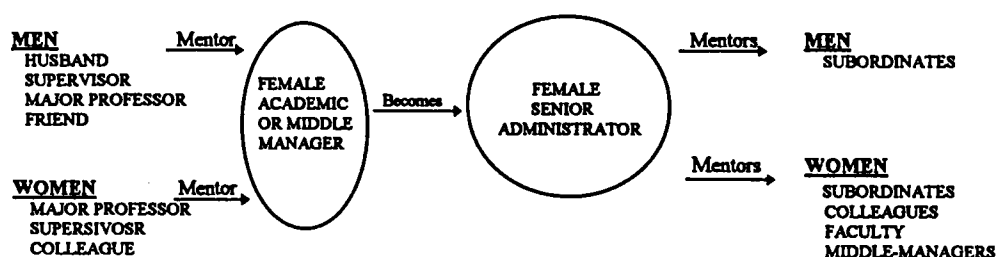 MEN
HUSBAND
SUPERVISOR
MAJOR PROFESSOR
FRIEND
Mentor
WOMEN
MAJOR PROFESSOR
SUPERSIVOSR
COLLEAGUE
Mentor
FEMALE
ACADEMIC
OR MIDDLE
MANAGER
Becomes
FEMALE
SENIOR
ADMINISTRATOR
Mentors
MEN
SUBORDINATES
Mentors
WOMEN
SUBORDINATES
COLLEAGUES
FACULTY
MIDDLE-MANAGERS